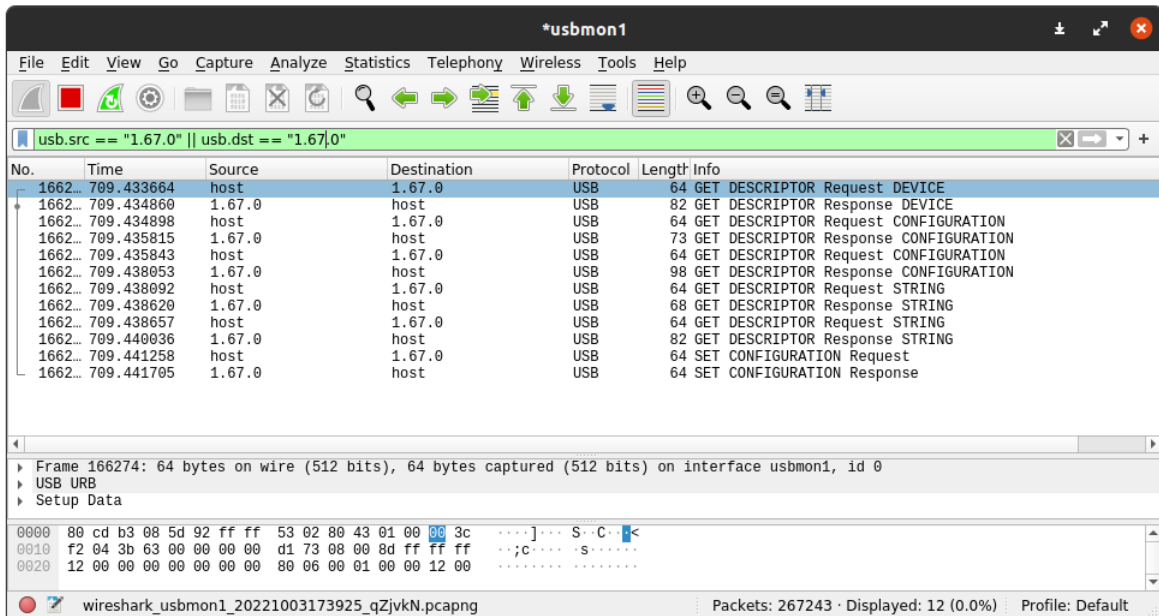 *usbmon1
File Edit View Go Capture Analyze Statistics Telephony Wireless Tools Help
usb.src == "1.67.0" || usb.dst == "1.67.0"
No. Time Source Destination Protocol Length Info
1662… 709.433664 host 1.67.0 USB 64 GET DESCRIPTOR Request DEVICE
1662… 709.434860 1.67.0 host USB 82 GET DESCRIPTOR Response DEVICE
1662… 709.434898 host 1.67.0 USB 64 GET DESCRIPTOR Request CONFIGURATION
1662… 709.435815 1.67.0 host USB 73 GET DESCRIPTOR Response CONFIGURATION
1662… 709.435843 host 1.67.0 USB 64 GET DESCRIPTOR Request CONFIGURATION
1662… 709.438053 1.67.0 host USB 98 GET DESCRIPTOR Response CONFIGURATION
1662… 709.438092 host 1.67.0 USB 64 GET DESCRIPTOR Request STRING
1662… 709.438620 1.67.0 host USB 68 GET DESCRIPTOR Response STRING
1662… 709.438657 host 1.67.0 USB 64 GET DESCRIPTOR Request STRING
1662… 709.440036 1.67.0 host USB 82 GET DESCRIPTOR Response STRING
1662… 709.441258 host 1.67.0 USB 64 SET CONFIGURATION Request
1662… 709.441705 1.67.0 host USB 64 SET CONFIGURATION Response
Frame 166274: 64 bytes on wire (512 bits), 64 bytes captured (512 bits) on interface usbmon1, id 0
USB URB
Setup Data
0000 80 cd b3 08 5d 92 ff ff 53 02 80 43 01 00 00 3c ····]··· S··C···<
0010 f2 04 3b 63 00 00 00 00 d1 73 08 00 8d ff ff ff ··;c···· ·s······
0020 12 00 00 00 00 00 00 00 80 06 00 01 00 00 12 00 ········ ········
wireshark_usbmon1_20221003173925_qZjvkN.pcapng Packets: 267243 · Displayed: 12 (0.0%) Profile: Default